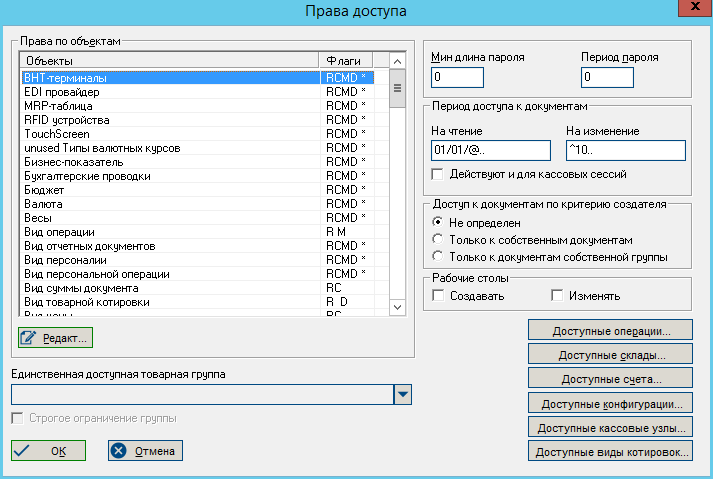 Права доступа
Права по объектам
Объекты Флаги
BHT-терминалы RCMD *
EDI провайдер RCMD *
MRP-таблица RCMD *
RFID устройства RCMD *
TouchScreen RCMD *
unused Типы валютных курсов RCMD *
Бизнес-показатель RCMD *
Бухгалтерские проводки RCMD *
Бюджет RCMD *
Валюта RCMD *
Весы RCMD *
Вид операции R M
Вид отчетных документов RCMD *
Вид персоналии RCMD *
Вид персональной операции RCMD *
Вид суммы документа RC
Вид товарной котировки R D
Вид цены RC
Редакт...
Единственная доступная товарная группа
Строгое ограничение группы
ОК
Отмена
Мин длина пароля Период пароля
0 0
Период доступа к документам
На чтение На изменение
01/01/@.. ^10..
Действуют и для кассовых сессий
Доступ к документам по критерию создателя
Не определен
Только к собственным документам
Только к документам собственной группы
Рабочие столы
Создавать Изменять
Доступные операции...
Доступные склады...
Доступные счета...
Доступные конфигурации...
Доступные кассовые узлы...
Доступные виды котировок...